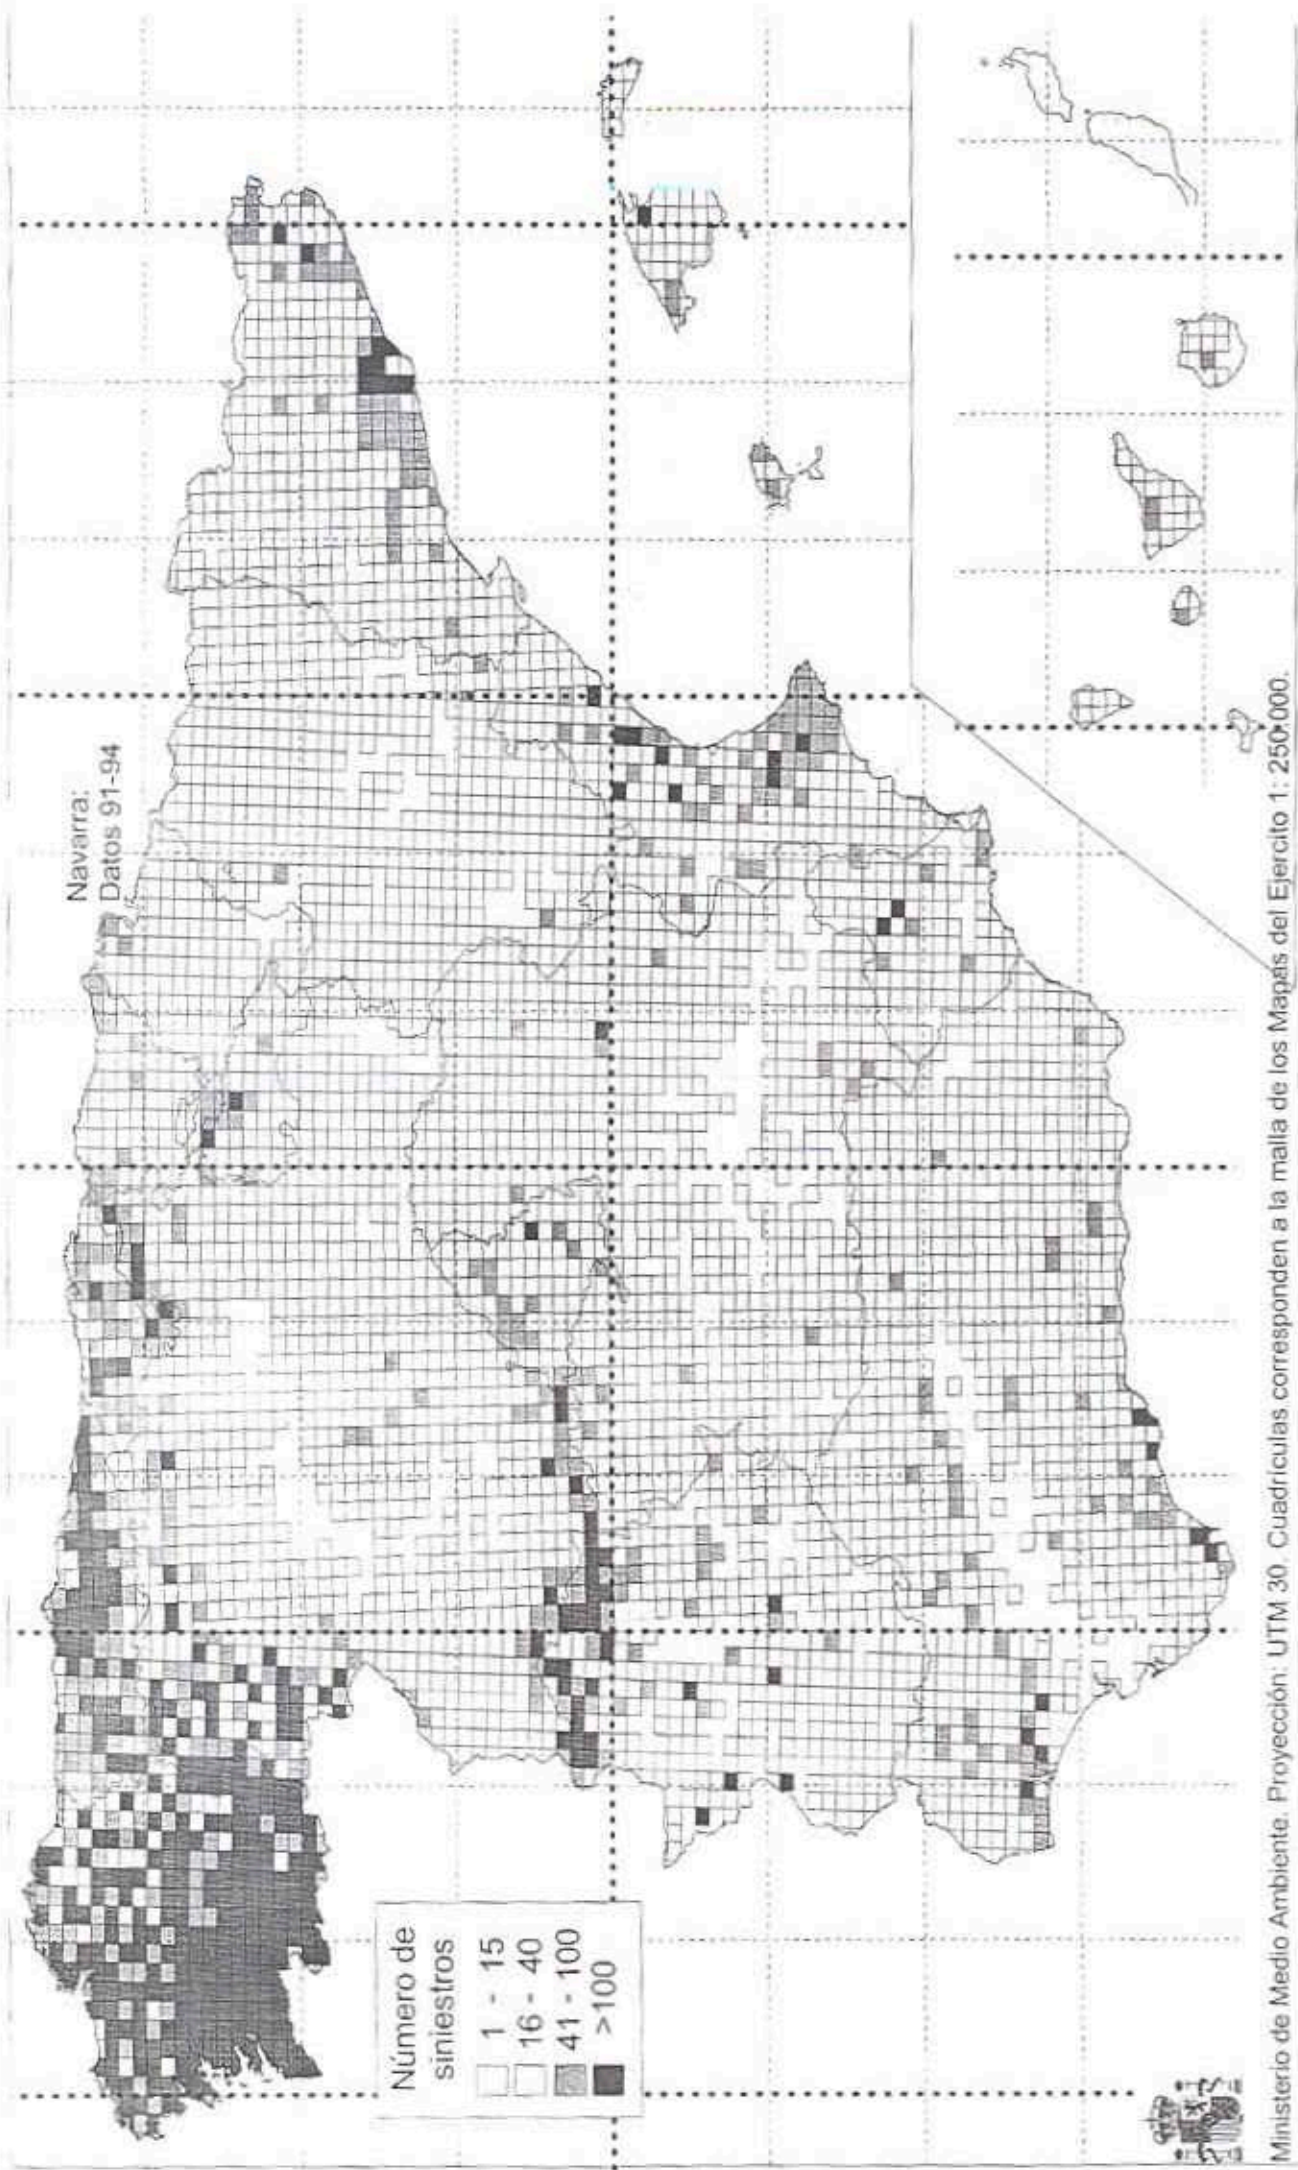 Navarra:
Datos 91-94
Número de
siniestros
1 - 15
16 - 40
41 - 100
>100
Ministerio de Medio Ambiente. Proyección: UTM 30. Cuadrículas corresponden a la malla de los Mapas del Ejercito 1: 250.000.